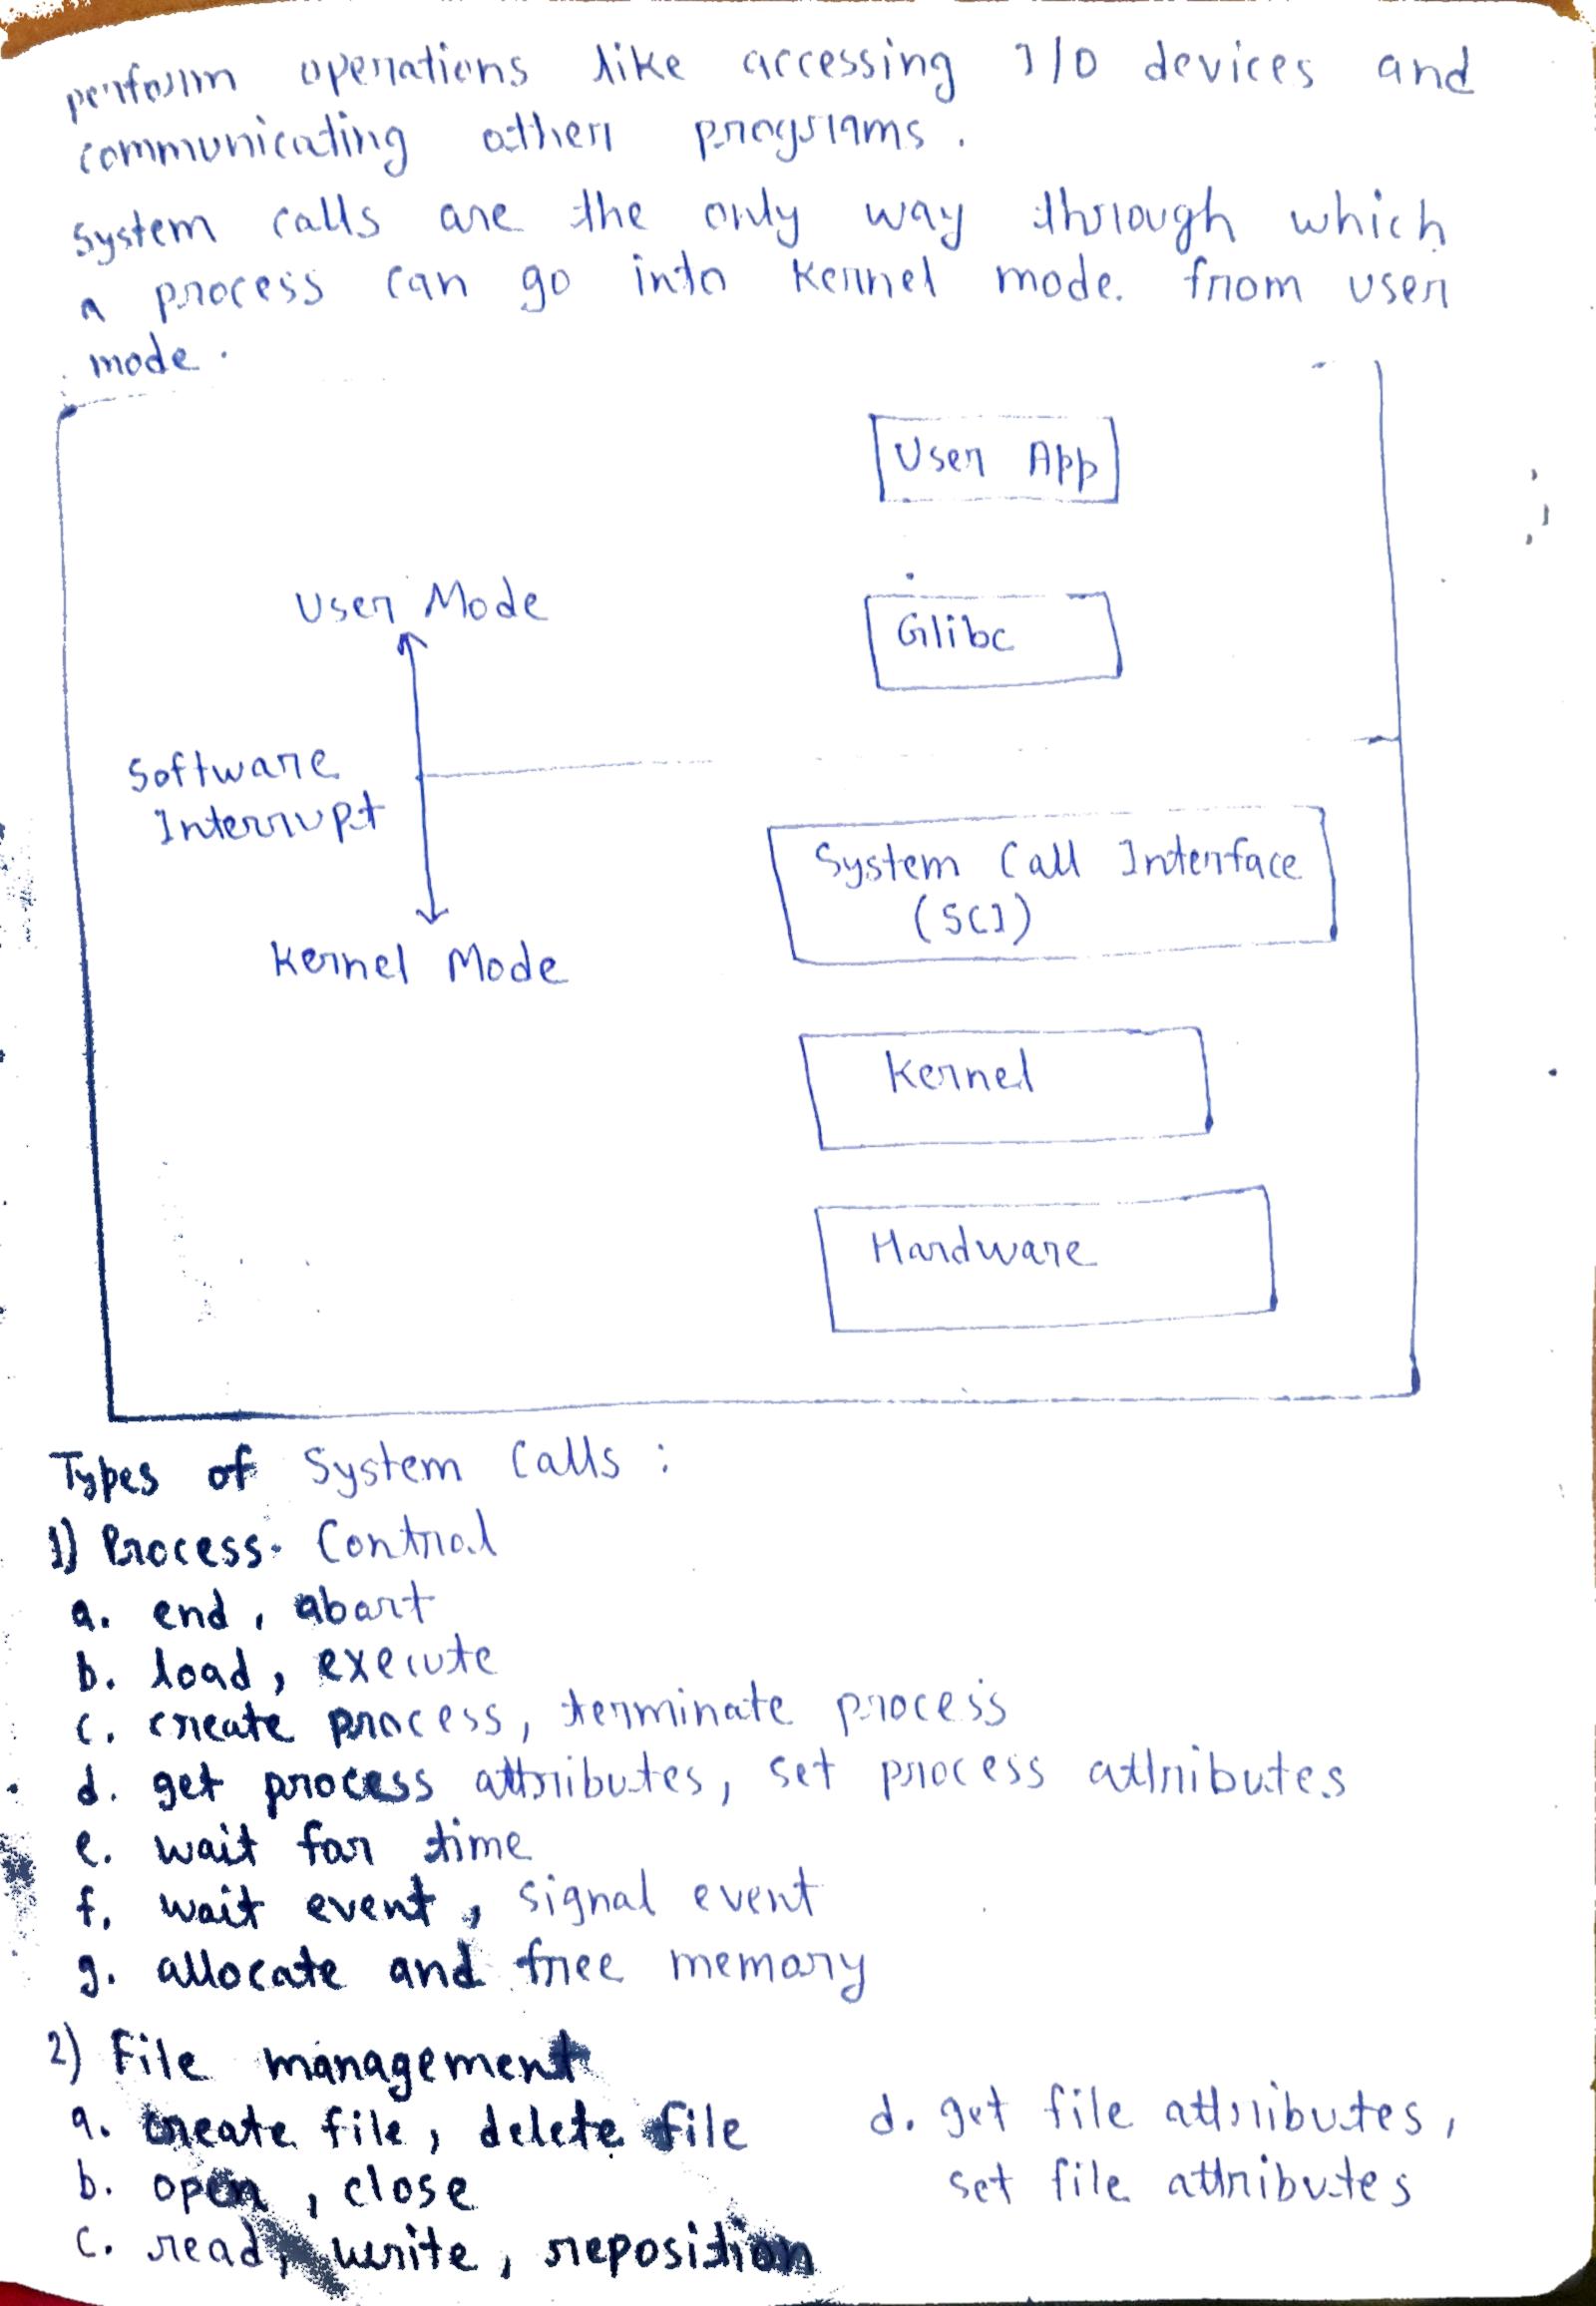 perform operations like accessing I/O devices and
communicating other programs.
System calls are the only way through which
a process can go into kernel mode. from user
mode.
User App
User Mode
Glibc
Software
Interrupt
System Call Interface
(SCI)
Kernel Mode
Kernel
Hardware
Types of System Calls :
1) Process Control
a. end, abort
b. load, execute
c. create process, terminate process
d. get process attributes, set process attributes
e. wait for time
f. wait event, signal event
g. allocate and free memory
2) File management
a. create file, delete file
b. open, close
c. read, write, reposition
d. get file attributes,
set file attributes